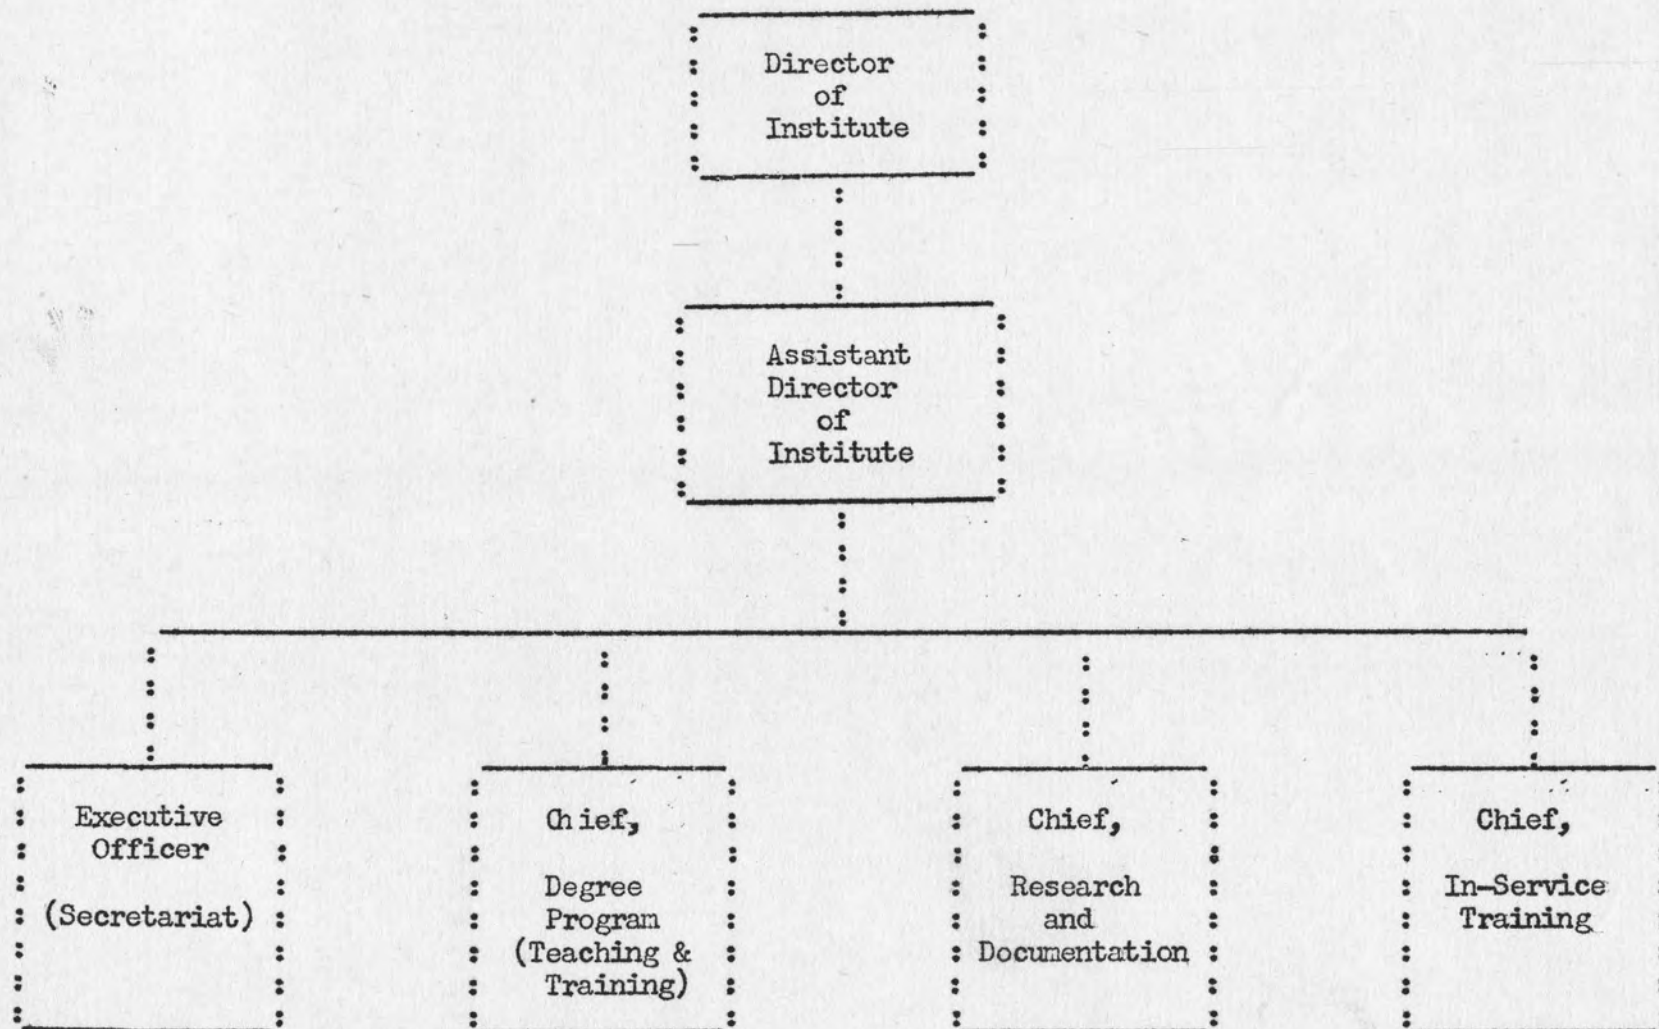 Director
of
Institute
Assistant
Director
of
Institute
Executive
Officer
(Secretariat)
Chief,
Degree
Program
(Teaching &
Training)
Chief,
Research
and
Documentation
Chief,
In-Service
Training